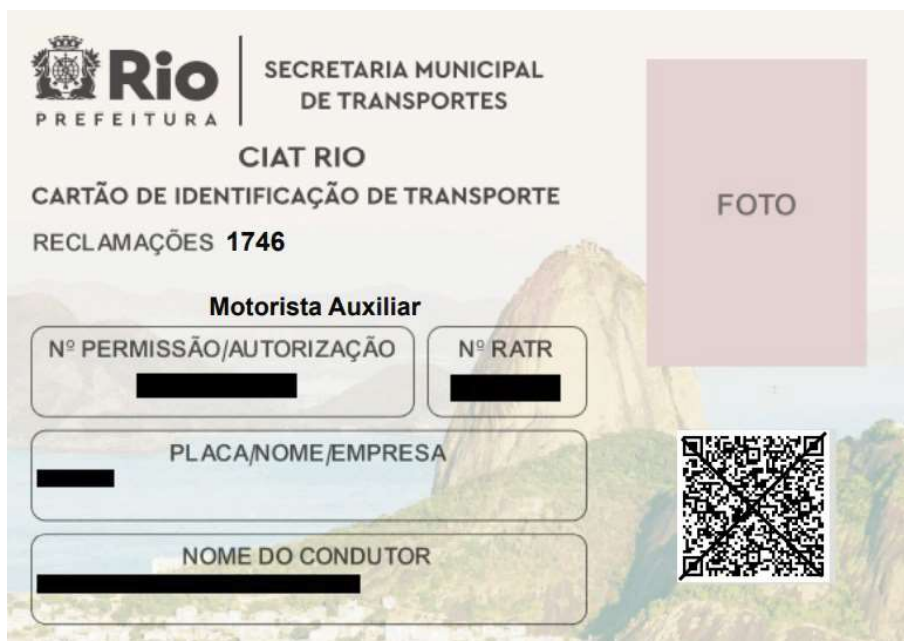 Rio
PREFEITURA
SECRETARIA MUNICIPAL
DE TRANSPORTES
CIAT RIO
CARTÃO DE IDENTIFICAÇÃO DE TRANSPORTE
RECLAMAÇÕES 1746
FOTO
Motorista Auxiliar
Nº PERMISSÃO/AUTORIZAÇÃO
Nº RATR
PLACA/NOME/EMPRESA
NOME DO CONDUTOR